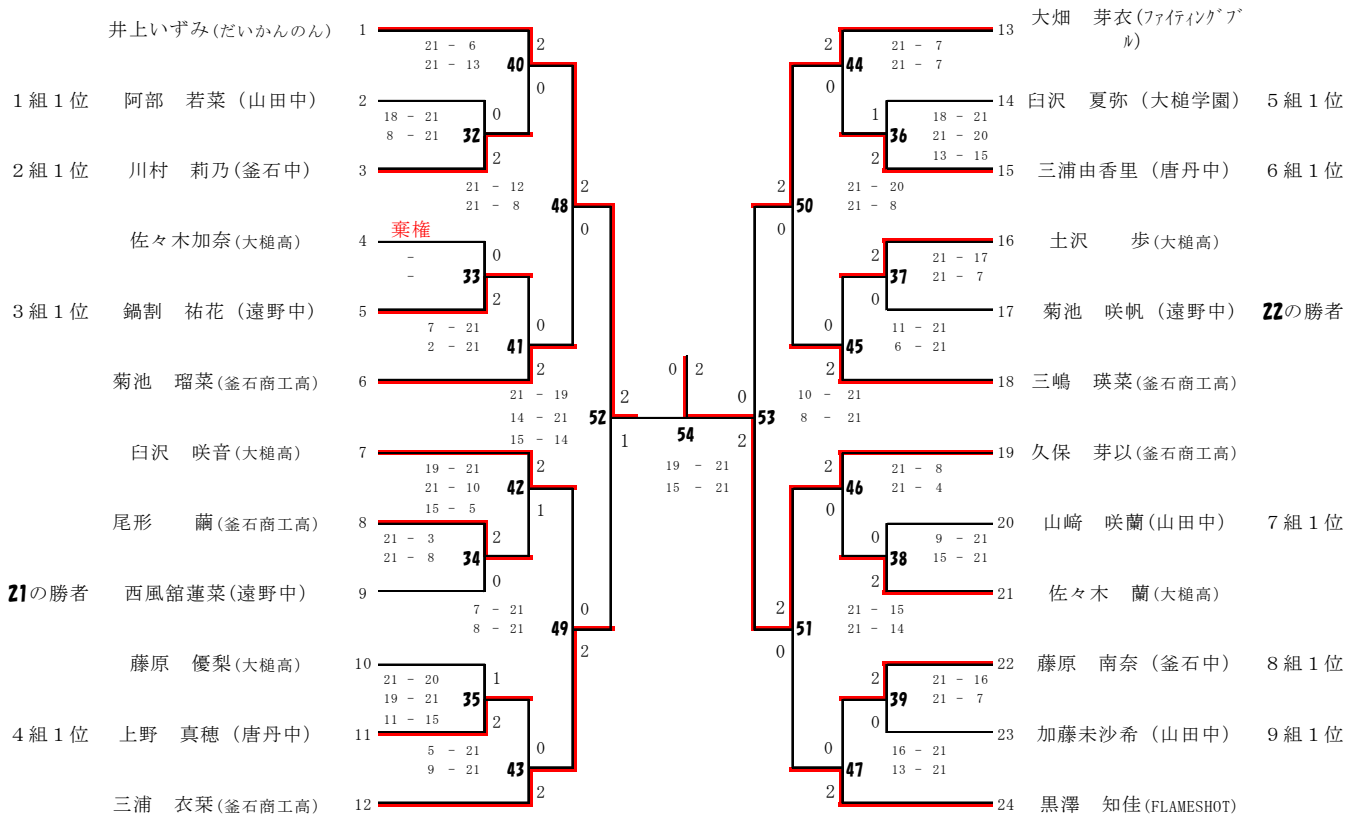 井上いずみ(だいかんのん) 1
21 - 6 2
21 - 13 40
0
1組1位 阿部 若菜 (山田中) 2
18 - 21 0
8 - 21 32
2組1位 川村 莉乃(釜石中) 3 2
21 - 12 2
21 - 8 48
0
佐々木加奈(大槌高) 4 棄権
- 0
- 33
2
3組1位 鍋割 祐花 (遠野中) 5
7 - 21 0
2 - 21 41
菊池 瑠菜(釜石商工高) 6 2
21 - 19 2
14 - 21 52
15 - 14 1
臼沢 咲音(大槌高) 7
19 - 21 2
21 - 10 42
15 - 5 1
尾形 繭(釜石商工高) 8
21 - 3 2
21 - 8 34
0
21の勝者 西風舘蓮菜(遠野中) 9
7 - 21 0
8 - 21 49
2
藤原 優梨(大槌高) 10
21 - 20 1
19 - 21 35
11 - 15 2
4組1位 上野 真穂 (唐丹中) 11
5 - 21 0
9 - 21 43
三浦 衣栞(釜石商工高) 12 2
0 2
54
19 - 21
15 - 21
大畑 芽衣(ファイティングブ
ル)
13
2 21 - 7
44 21 - 7
0
14 臼沢 夏弥 (大槌学園) 5組1位
1 18 - 21
36 21 - 20
2 13 - 15
15 三浦由香里 (唐丹中) 6組1位
2 21 - 20
50 21 - 8
0
16 土沢 歩(大槌高)
2 21 - 17
37 21 - 7
0
17 菊池 咲帆 (遠野中) 22の勝者
0 11 - 21
45 6 - 21
2
18 三嶋 瑛菜(釜石商工高)
0 10 - 21
53 8 - 21
2
19 久保 芽以(釜石商工高)
2 21 - 8
46 21 - 4
0
20 山﨑 咲蘭(山田中) 7組1位
0 9 - 21
38 15 - 21
2
21 佐々木 蘭(大槌高)
2 21 - 15
51 21 - 14
0
22 藤原 南奈 (釜石中) 8組1位
2 21 - 16
39 21 - 7
0
23 加藤未沙希 (山田中) 9組1位
0 16 - 21
47 13 - 21
2
24 黒澤 知佳(FLAMESHOT)